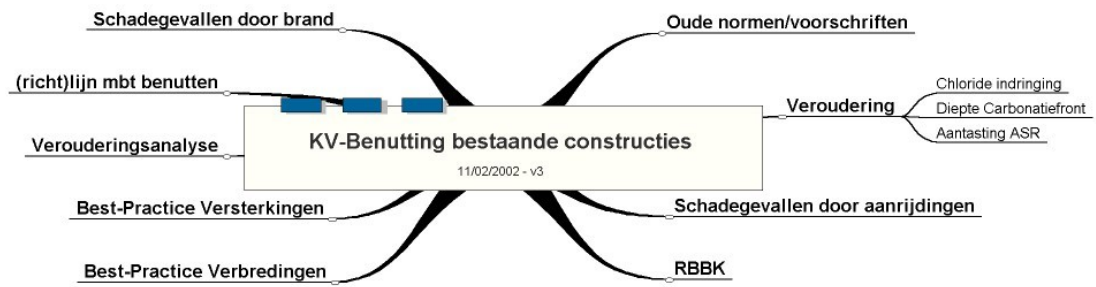 Schadegevallen door brand
Oude normen/voorschriften
(richt)lijn mbt benutten
Chloride indringing
Veroudering
Diepte Carbonatiefront
Aantasting ASR
Verouderingsanalyse
KV-Benutting bestaande constructies
11/02/2002 - v3
Best-Practice Versterkingen
Schadegevallen door aanrijdingen
Best-Practice Verbredingen
RBBK